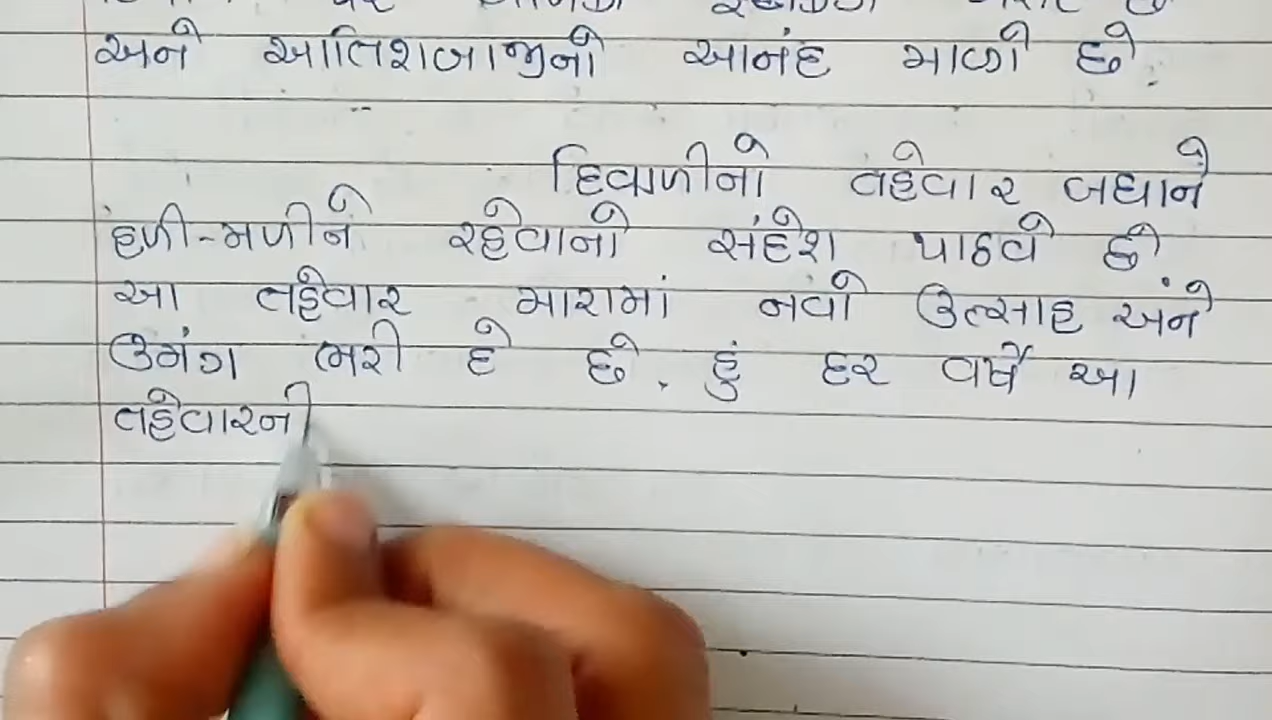 અને આતિશબાજીનો આનંદ માણે છે.
દિવાળીનો તહેવાર બધાને
હળી-મળીને રહેવાનો સંદેશ પાઠવે છે
આ તહેવાર મારામાં નવો ઉત્સાહ અને
ઉમંગ ભરી દે છે. હું દર વર્ષે આ
તહેવારની